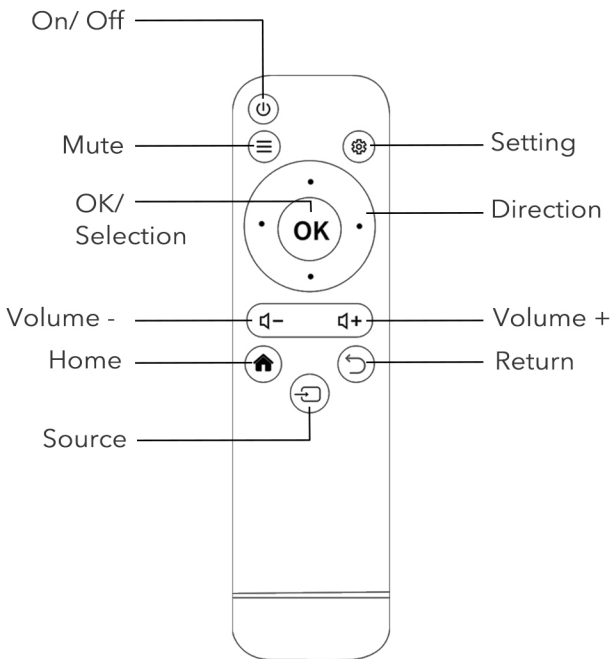 On/ Off
Mute
Setting
OK/
Selection
OK
Direction
Volume -
Volume +
Home
Return
Source